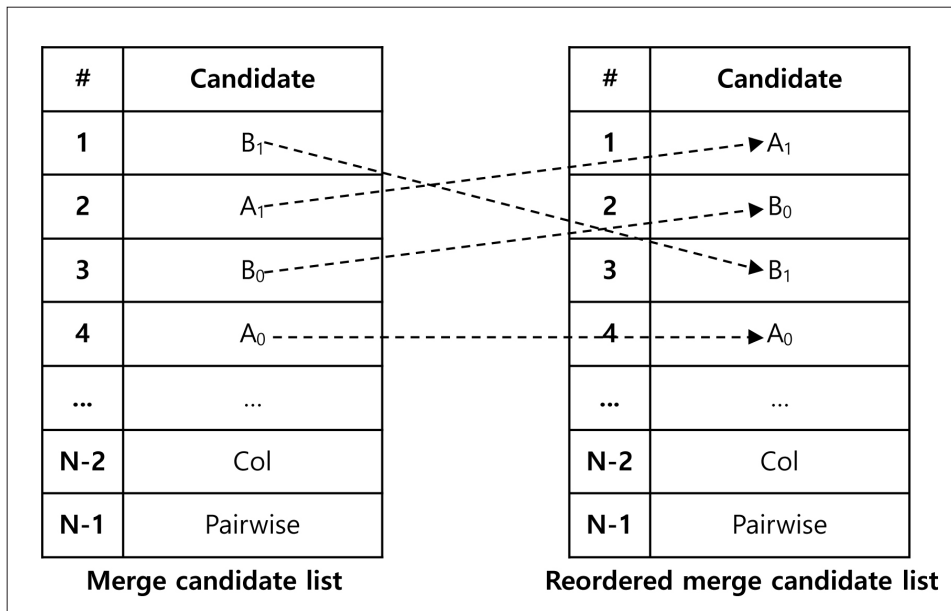 # Candidate # Candidate
1 B₁ 1 A₁
2 A₁ 2 B₀
3 B₀ 3 B₁
4 A₀ 4 A₀
... ... ... ...
N-2 Col N-2 Col
N-1 Pairwise N-1 Pairwise
Merge candidate list Reordered merge candidate list